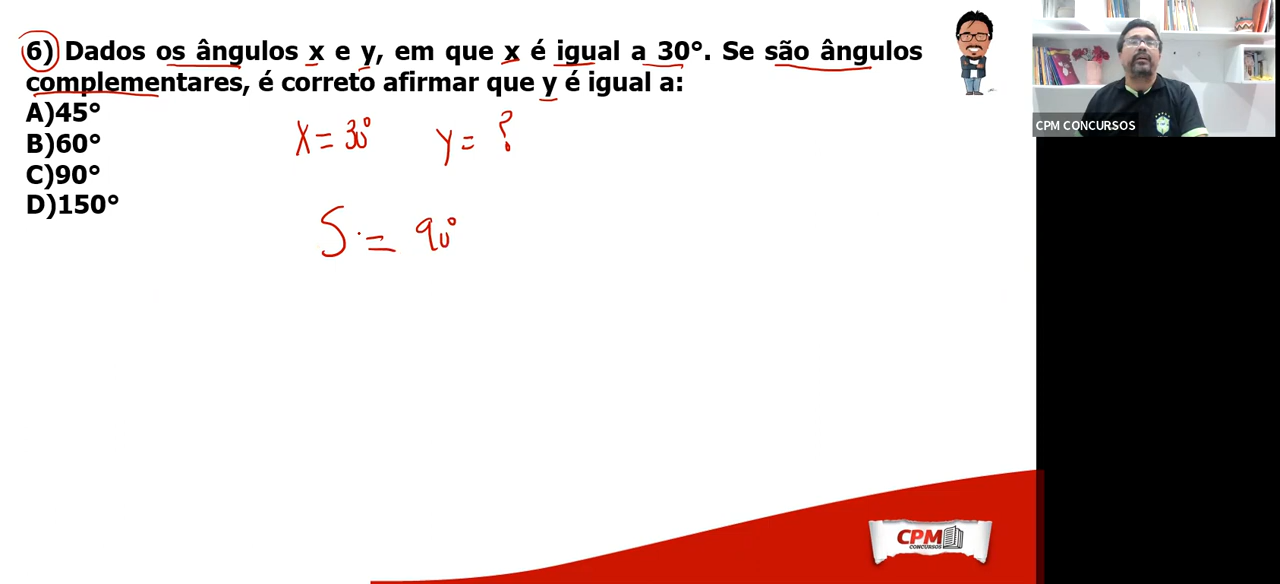 6) Dados os ângulos x e y, em que x é igual a 30°. Se são ângulos
complementares, é correto afirmar que y é igual a:
A)45°
B)60°
C)90°
D)150°
X = 30° y = ?
S = 90°
CPM CONCURSOS
CPM
CONCURSOS